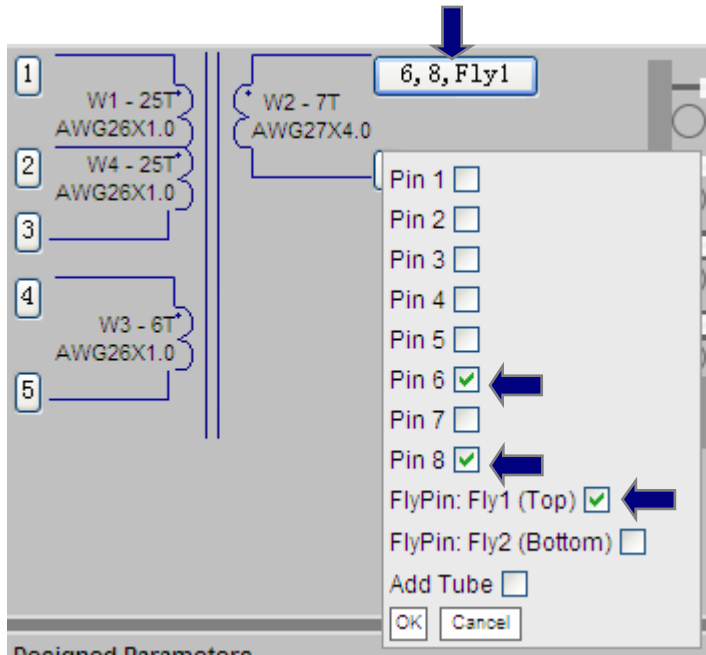 6,8,Fly1
1
W1 - 25T
AWG26X1.0
W2 - 7T
AWG27X4.0
2
W4 - 25T
AWG26X1.0
3
4
W3 - 6T
AWG26X1.0
5
Pin 1
Pin 2
Pin 3
Pin 4
Pin 5
Pin 6
Pin 7
Pin 8
FlyPin: Fly1 (Top)
FlyPin: Fly2 (Bottom)
Add Tube
OK Cancel
Designed Parameters